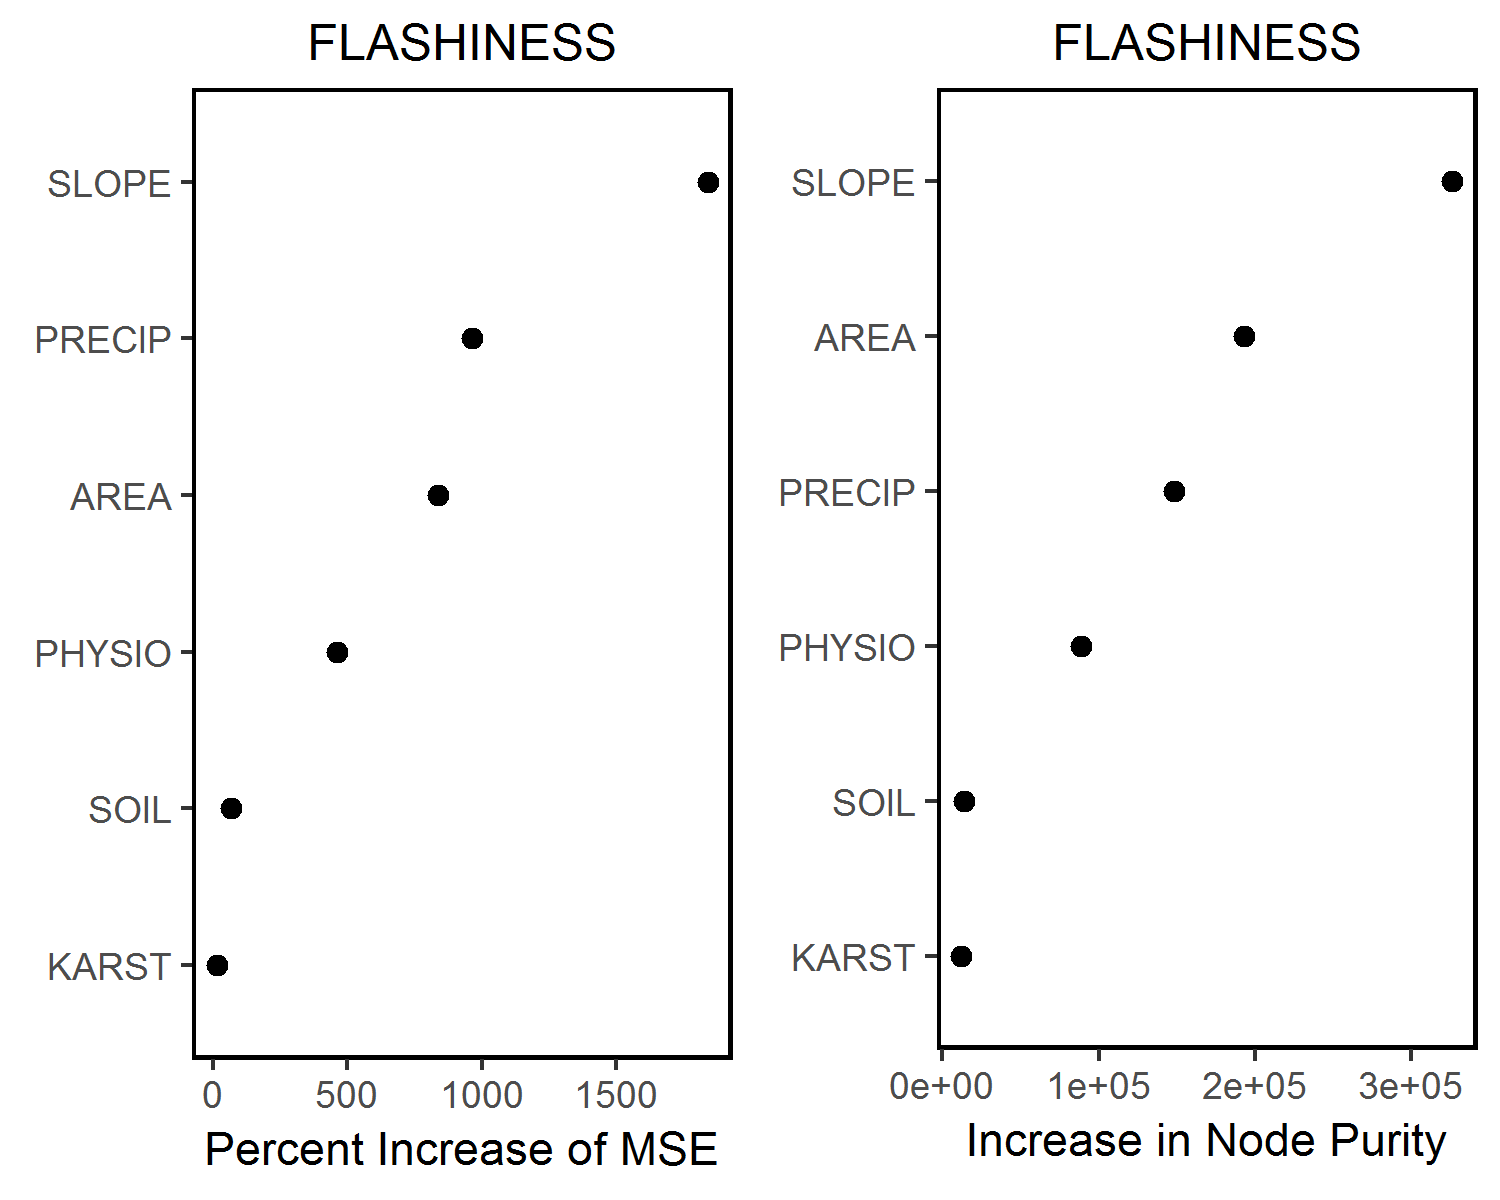 FLASHINESS
SLOPE
PRECIP
AREA
PHYSIO
SOIL
KARST
0 500 1000 1500
Percent Increase of MSE
FLASHINESS
SLOPE
AREA
PRECIP
PHYSIO
SOIL
KARST
0e+00 1e+05 2e+05 3e+05
Increase in Node Purity